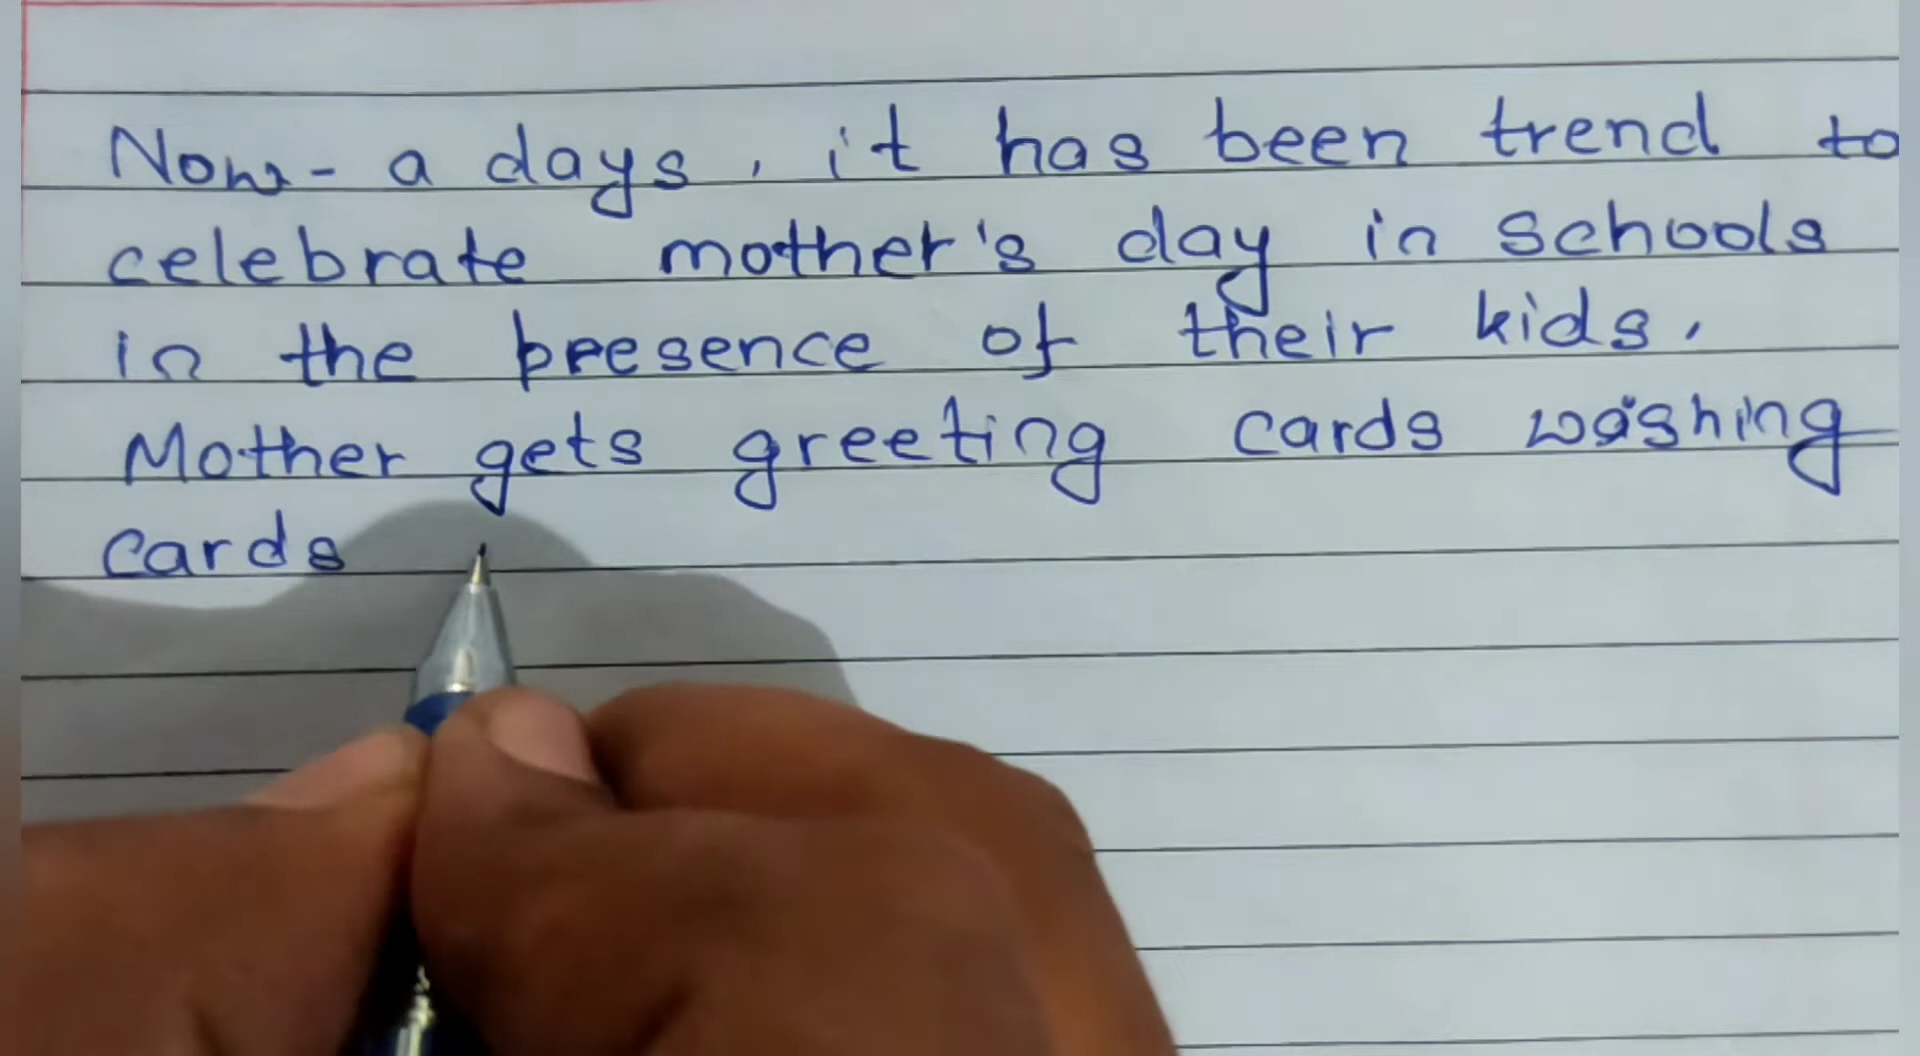 Now- a days, it has been trend to
celebrate mother's day in schools
in the presence of their kids.
Mother gets greeting cards washing
cards